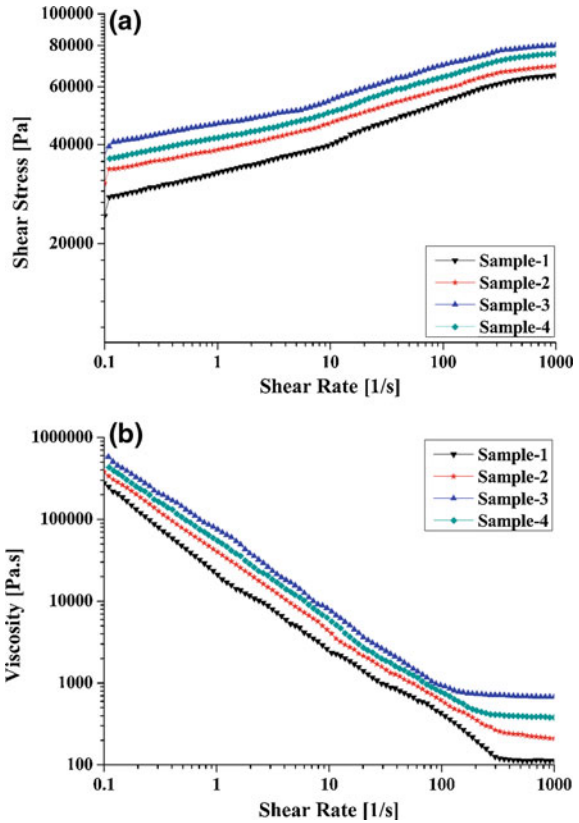 (a)
80000
60000
40000
20000
Shear Stress [Pa]
Sample-1
Sample-2
Sample-3
Sample-4
0.1 1 10 100 1000
Shear Rate [1/s]
(b)
1000000
100000
10000
1000
100
Viscosity [Pa.s]
Sample-1
Sample-2
Sample-3
Sample-4
0.1 1 10 100 1000
Shear Rate [1/s]